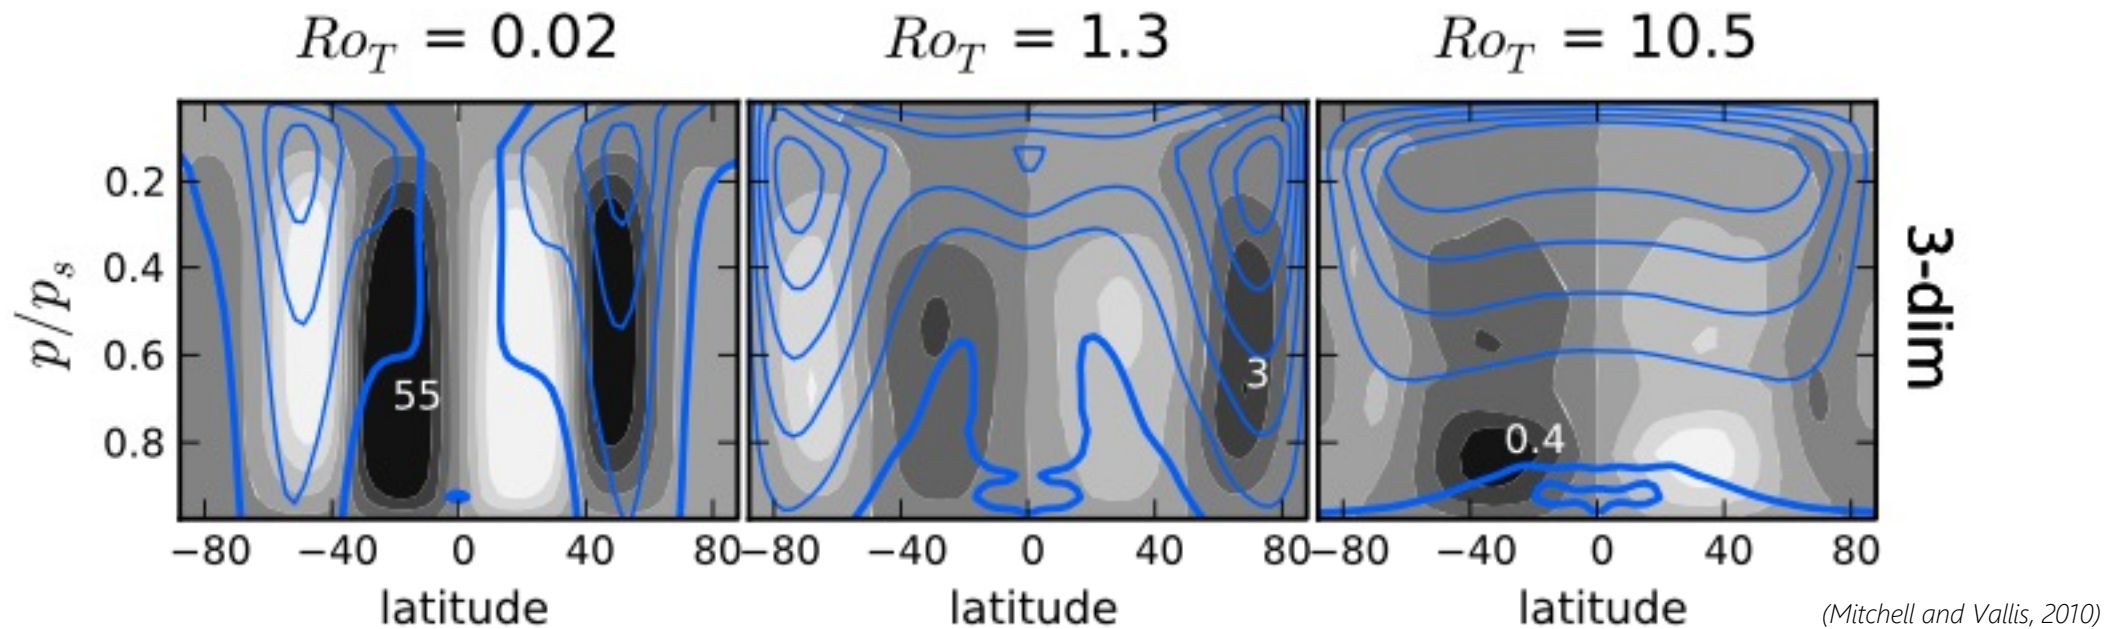 Ro_T = 0.02
Ro_T = 1.3
Ro_T = 10.5
p/p_s
0.2
0.4
0.6
0.8
55
3
0.4
3-dim
−80 −40 0 40 80
−80 −40 0 40 80
−80 −40 0 40 80
latitude
latitude
latitude
(Mitchell and Vallis, 2010)